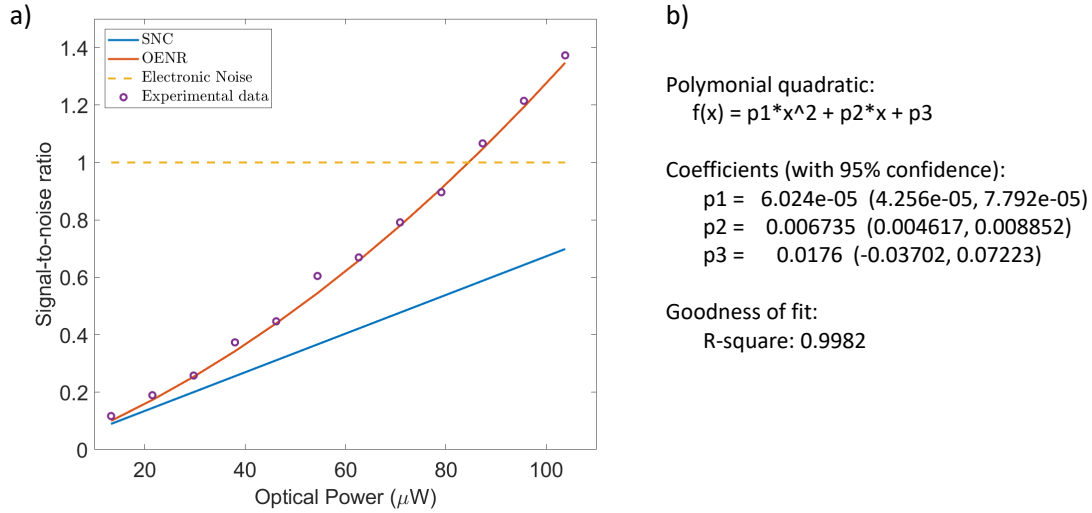 a)
SNC
OENR
Electronic Noise
Experimental data
Signal-to-noise ratio
1.4
1.2
1
0.8
0.6
0.4
0.2
0
20
40
60
80
100
Optical Power (μW)
b)
Polymonial quadratic:
f(x) = p1*x^2 + p2*x + p3
Coefficients (with 95% confidence):
p1 = 6.024e-05 (4.256e-05, 7.792e-05)
p2 = 0.006735 (0.004617, 0.008852)
p3 = 0.0176 (-0.03702, 0.07223)
Goodness of fit:
R-square: 0.9982